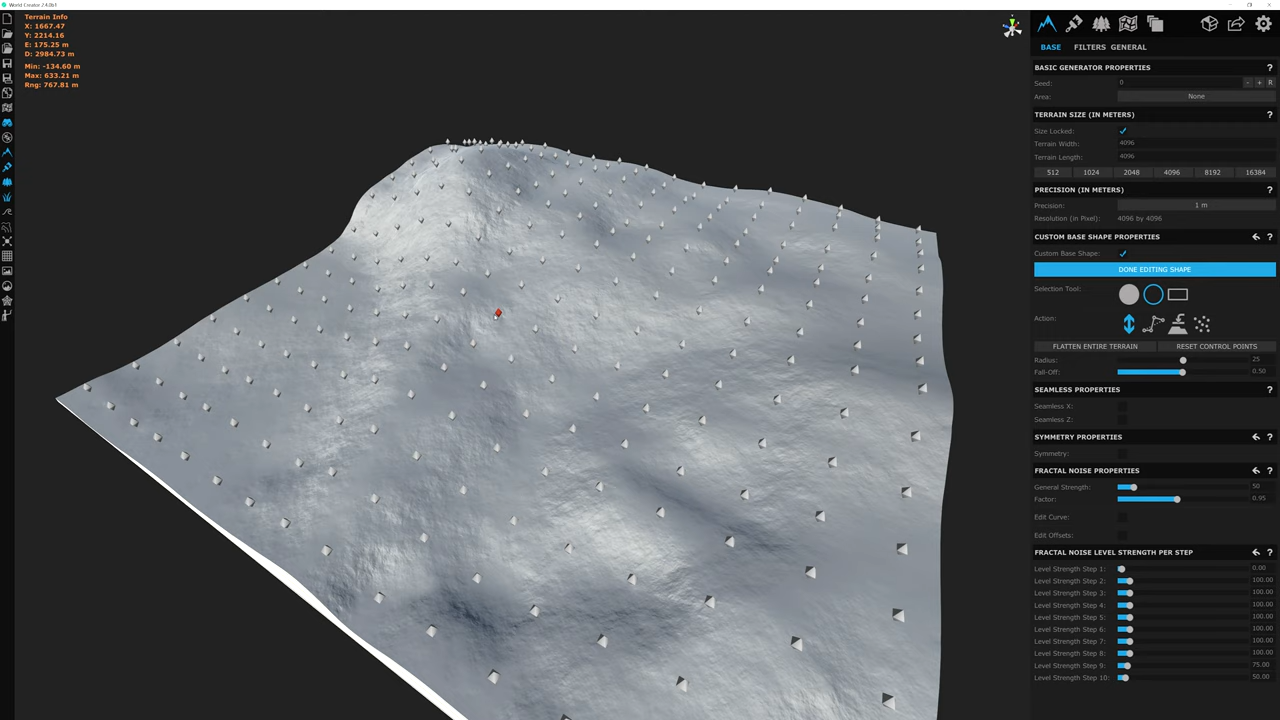 World Creator 2.4.0b1
Terrain Info
X: 1667.47
Y: 2214.16
E: 175.25 m
D: 2984.73 m
Min: -134.60 m
Max: 633.21 m
Rng: 767.81 m
BASE FILTERS GENERAL
BASIC GENERATOR PROPERTIES ?
Seed: 0 - + R
Area: None
TERRAIN SIZE (IN METERS) ?
Size Locked:
Terrain Width: 4096
Terrain Length: 4096
512 1024 2048 4096 8192 16384
PRECISION (IN METERS) ?
Precision: 1 m
Resolution (in Pixel): 4096 by 4096
CUSTOM BASE SHAPE PROPERTIES ?
Custom Base Shape:
DONE EDITING SHAPE
Selection Tool:
Action:
FLATTEN ENTIRE TERRAIN RESET CONTROL POINTS
Radius: 25
Fall-Off: 0.50
SEAMLESS PROPERTIES ?
Seamless X:
Seamless Z:
SYMMETRY PROPERTIES ?
Symmetry:
FRACTAL NOISE PROPERTIES ?
General Strength: 50
Factor: 0.95
Edit Curve:
Edit Offsets:
FRACTAL NOISE LEVEL STRENGTH PER STEP ?
Level Strength Step 1: 0.00
Level Strength Step 2: 100.00
Level Strength Step 3: 100.00
Level Strength Step 4: 100.00
Level Strength Step 5: 100.00
Level Strength Step 6: 100.00
Level Strength Step 7: 100.00
Level Strength Step 8: 100.00
Level Strength Step 9: 75.00
Level Strength Step 10: 50.00